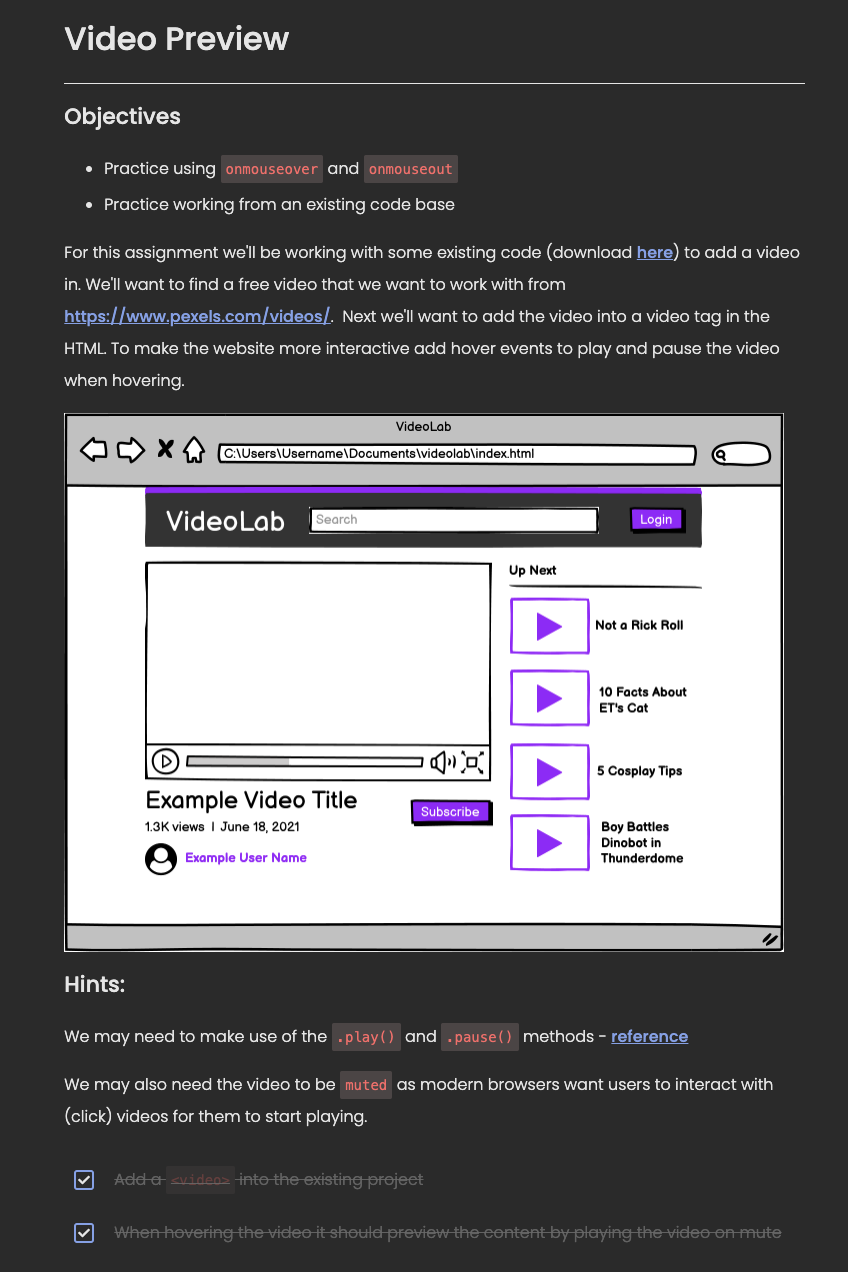 Video Preview
Objectives
Practice using onmouseover and onmouseout
Practice working from an existing code base
For this assignment we'll be working with some existing code (download here) to add a video
in. We'll want to find a free video that we want to work with from
https://www.pexels.com/videos/. Next we'll want to add the video into a video tag in the
HTML. To make the website more interactive add hover events to play and pause the video
when hovering.
VideoLab
C:\Users\Username\Documents\videolab\index.html
VideoLab
Search
Login
Up Next
Not a Rick Roll
10 Facts About
ET's Cat
5 Cosplay Tips
Boy Battles
Dinobot in
Thunderdome
Example Video Title
Subscribe
1.3K views | June 18, 2021
Example User Name
Hints:
We may need to make use of the .play() and .pause() methods - reference
We may also need the video to be muted as modern browsers want users to interact with
(click) videos for them to start playing.
Add a <video> into the existing project
When hovering the video it should preview the content by playing the video on mute